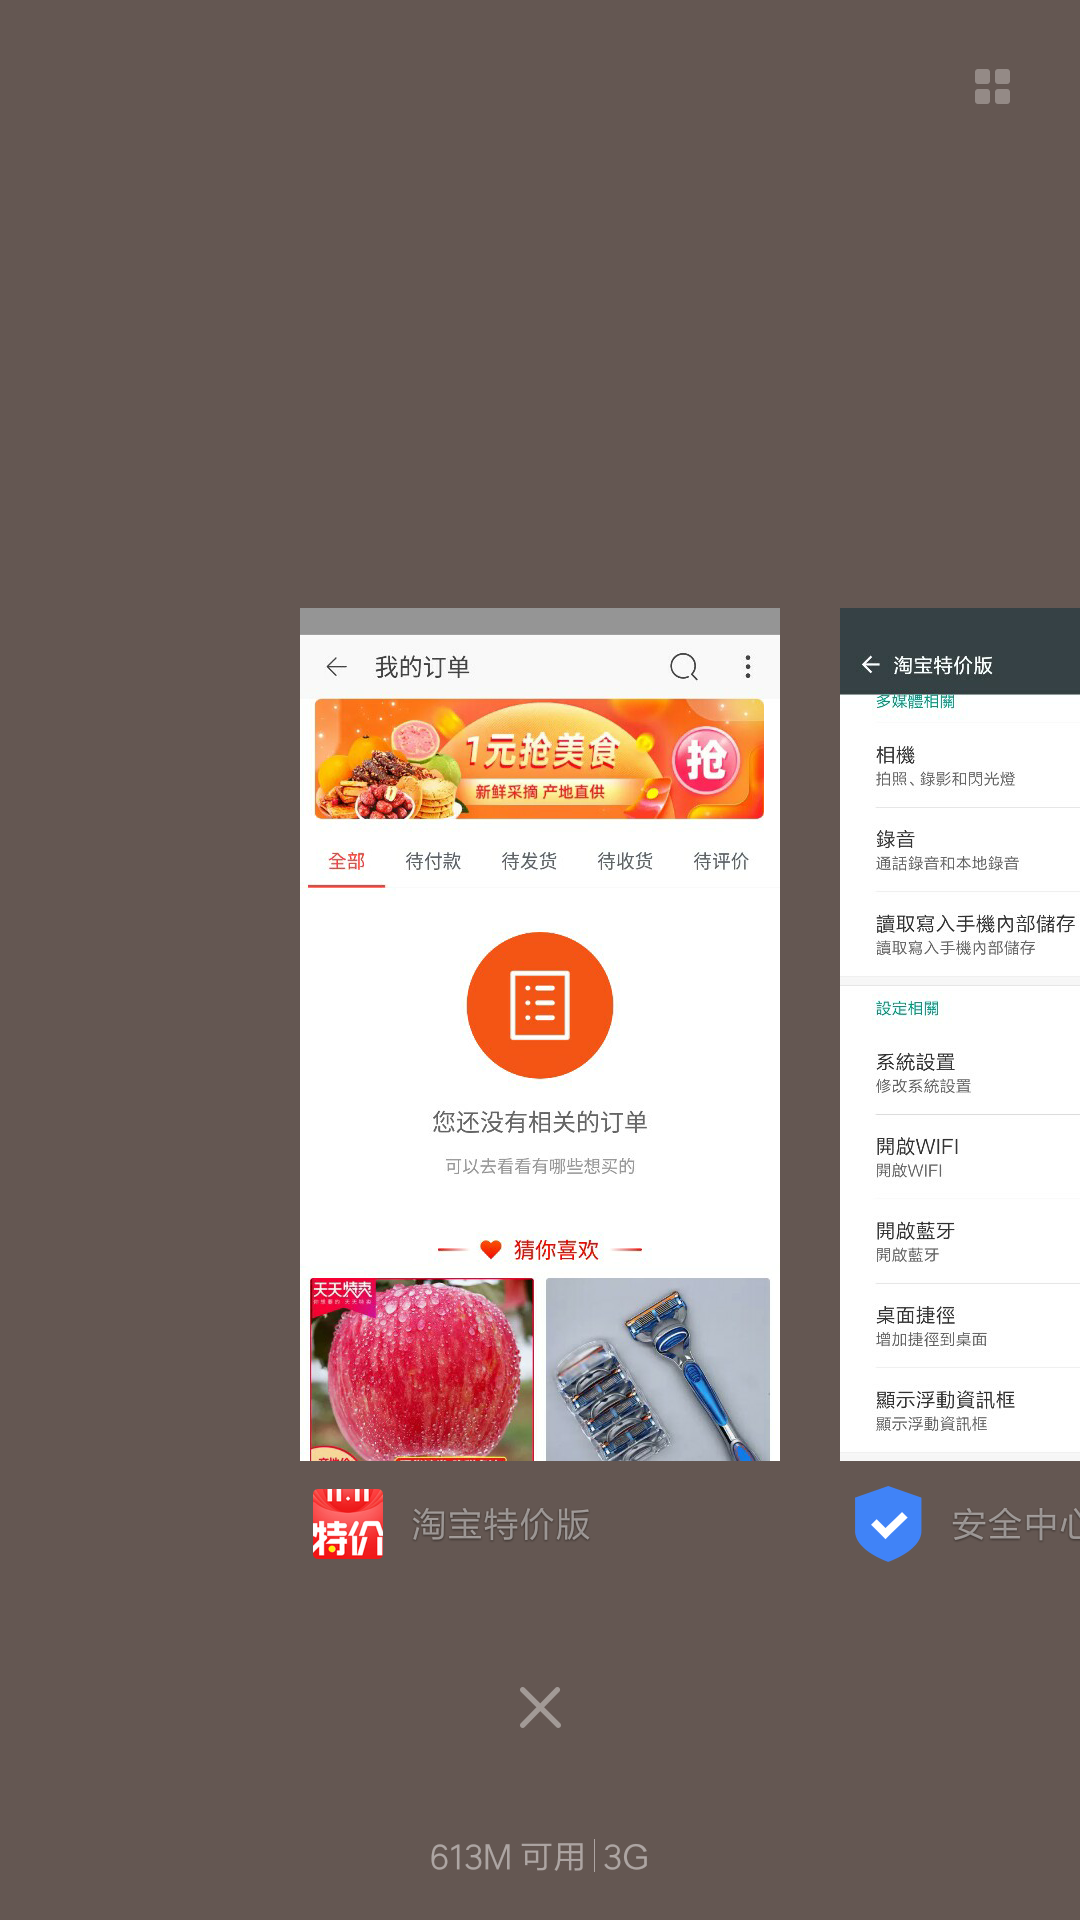 我的订单
1元抢美食
新鲜采摘 产地直供
抢
全部
待付款
待发货
待收货
待评价
您还没有相关的订单
可以去看看有哪些想买的
猜你喜欢
天天特卖
淘宝特价版
多媒體相關
相機
拍照、錄影和閃光燈
錄音
通話錄音和本地錄音
讀取寫入手機內部儲存
讀取寫入手機內部儲存
設定相關
系統設置
修改系統設置
開啟WIFI
開啟WIFI
開啟藍牙
開啟藍牙
桌面捷徑
增加捷徑到桌面
顯示浮動資訊框
顯示浮動資訊框
11.11
特价
淘宝特价版
安全中心
613M 可用|3G